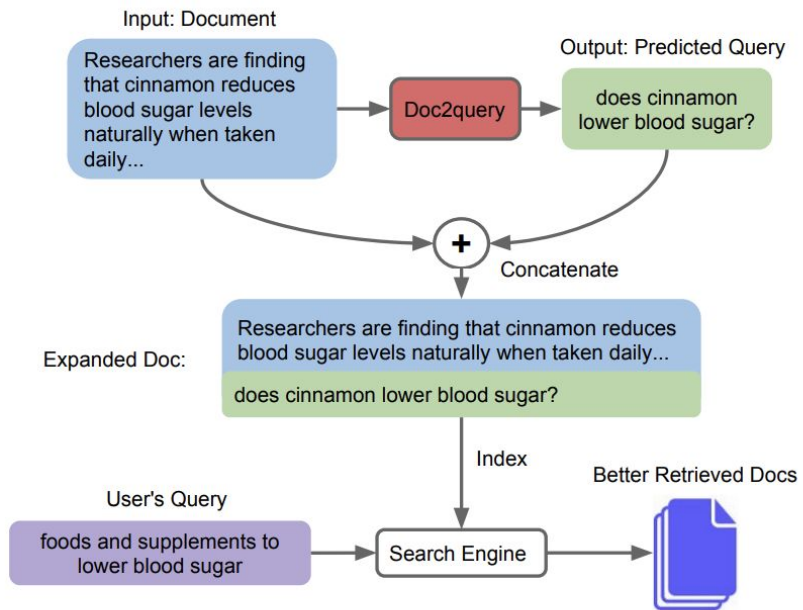 Input: Document
Researchers are finding
that cinnamon reduces
blood sugar levels
naturally when taken
daily...
Doc2query
Output: Predicted Query
does cinnamon
lower blood sugar?
+
Concatenate
Expanded Doc:
Researchers are finding that cinnamon reduces
blood sugar levels naturally when taken daily...
does cinnamon lower blood sugar?
Index
User's Query
foods and supplements to
lower blood sugar
Search Engine
Better Retrieved Docs